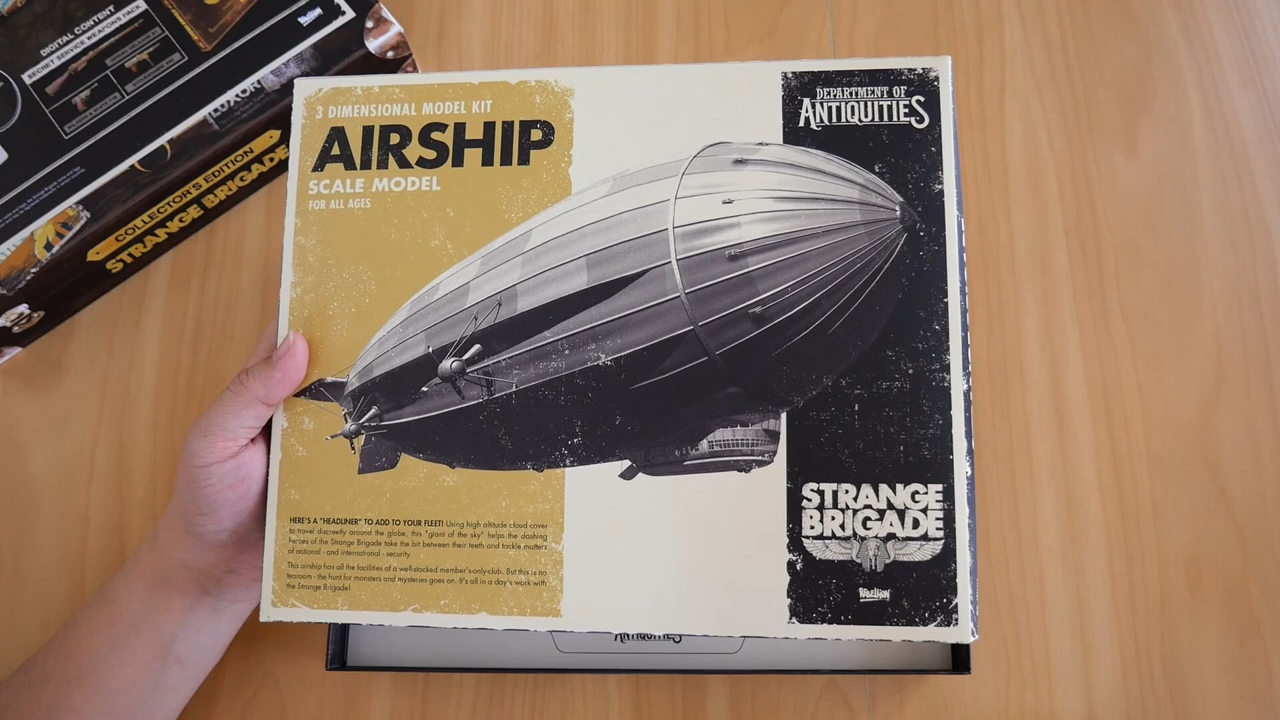 DIGITAL CONTENT
SECRET SERVICE WEAPONS PACK
Rebellion
LUXOR
COLLECTOR'S EDITION
STRANGE BRIGADE
3 DIMENSIONAL MODEL KIT
AIRSHIP
SCALE MODEL
FOR ALL AGES
DEPARTMENT OF
ANTIQUITIES
HERE'S A "HEADLINER" TO ADD TO YOUR FLEET! Using high altitude cloud cover
to travel discreetly around the globe, this "giant of the sky" helps the dashing
heroes of the Strange Brigade take the bit between their teeth and tackle matters
of national - and international - security.
This airship has all the facilities of a well-stocked member's-only-club. But this is no
tearoom - the hunt for monsters and mysteries goes on. It's all in a day's work with
the Strange Brigade!
STRANGE
BRIGADE
REBELLION
ANTIQUITIES